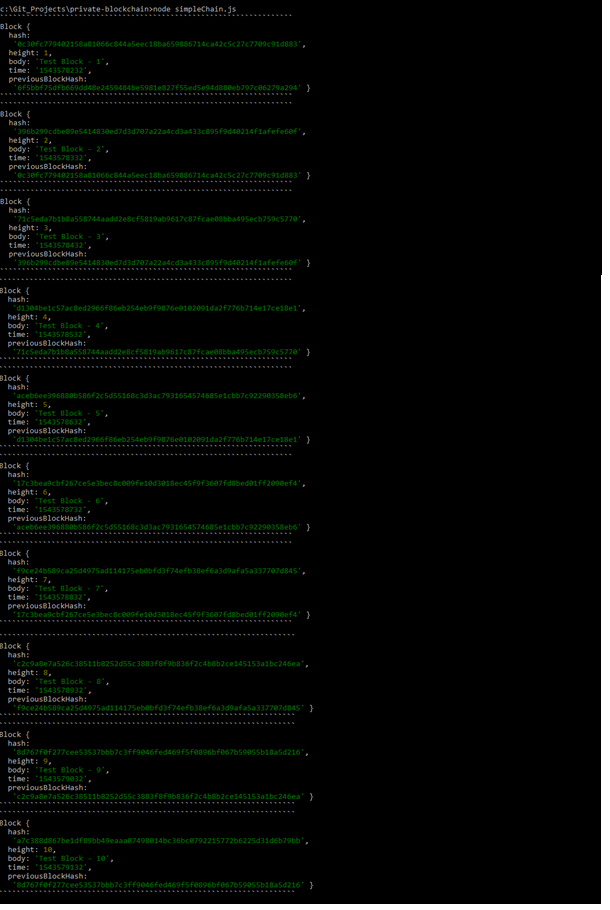 c:\Git_Projects\private-blockchain>node simpleChain.js
Block {
hash:
'0c30fc779402158a81066c844a5eec18ba659886714ca42c5c27c7709c91d883',
height: 1,
body: 'Test Block - 1',
time: '1543578232',
previousBlockHash:
'6f5bbf75dfb669dd48e2459484be5981e827f55ed5e94d880eb797c06279a294' }
Block {
hash:
'396b299cdbe89e5414830ed7d3d707a22a4cd3a433c895f9d40214f1afefe60f',
height: 2,
body: 'Test Block - 2',
time: '1543578332',
previousBlockHash:
'0c30fc779402158a81066c844a5eec18ba659886714ca42c5c27c7709c91d883' }
Block {
hash:
'71c5eda7b1b8a558744aadd2e8cf5819ab9617c87fcae08bba495ecb759c5770',
height: 3,
body: 'Test Block - 3',
time: '1543578432',
previousBlockHash:
'396b299cdbe89e5414830ed7d3d707a22a4cd3a433c895f9d40214f1afefe60f' }
Block {
hash:
'd1304be1c57ac8ed2966f86eb254eb9f9876e0102091da2f776b714e17ce18e1',
height: 4,
body: 'Test Block - 4',
time: '1543578532',
previousBlockHash:
'71c5eda7b1b8a558744aadd2e8cf5819ab9617c87fcae08bba495ecb759c5770' }
Block {
hash:
'aceb6ee396880b586f2c5d55168c3d3ac7931654574685e1cbb7c92290358eb6',
height: 5,
body: 'Test Block - 5',
time: '1543578632',
previousBlockHash:
'd1304be1c57ac8ed2966f86eb254eb9f9876e0102091da2f776b714e17ce18e1' }
Block {
hash:
'17c3bea9cbf267ce5e3bec8c009fe10d3018ec45f9f3607fd8bed01ff2090ef4',
height: 6,
body: 'Test Block - 6',
time: '1543578732',
previousBlockHash:
'aceb6ee396880b586f2c5d55168c3d3ac7931654574685e1cbb7c92290358eb6' }
Block {
hash:
'f9ce24b589ca25d4975ad114175eb0bfd3f74efb38ef6a3d9afa5a337707d845',
height: 7,
body: 'Test Block - 7',
time: '1543578832',
previousBlockHash:
'17c3bea9cbf267ce5e3bec8c009fe10d3018ec45f9f3607fd8bed01ff2090ef4' }
Block {
hash:
'c2c9a8e7a526c38511b8252d55c3883f8f9b836f2c4b8b2ce145153a1bc246ea',
height: 8,
body: 'Test Block - 8',
time: '1543578932',
previousBlockHash:
'f9ce24b589ca25d4975ad114175eb0bfd3f74efb38ef6a3d9afa5a337707d845' }
Block {
hash:
'8d767f0f277cee53537bbb7c3ff9046fed469f5f0896bf067b59055b18a5d216',
height: 9,
body: 'Test Block - 9',
time: '1543579032',
previousBlockHash:
'c2c9a8e7a526c38511b8252d55c3883f8f9b836f2c4b8b2ce145153a1bc246ea' }
Block {
hash:
'a7c388d867be1df89bb49eaaa07498014bc36bc0792215772b6225d31d6b79bb',
height: 10,
body: 'Test Block - 10',
time: '1543579132',
previousBlockHash:
'8d767f0f277cee53537bbb7c3ff9046fed469f5f0896bf067b59055b18a5d216' }